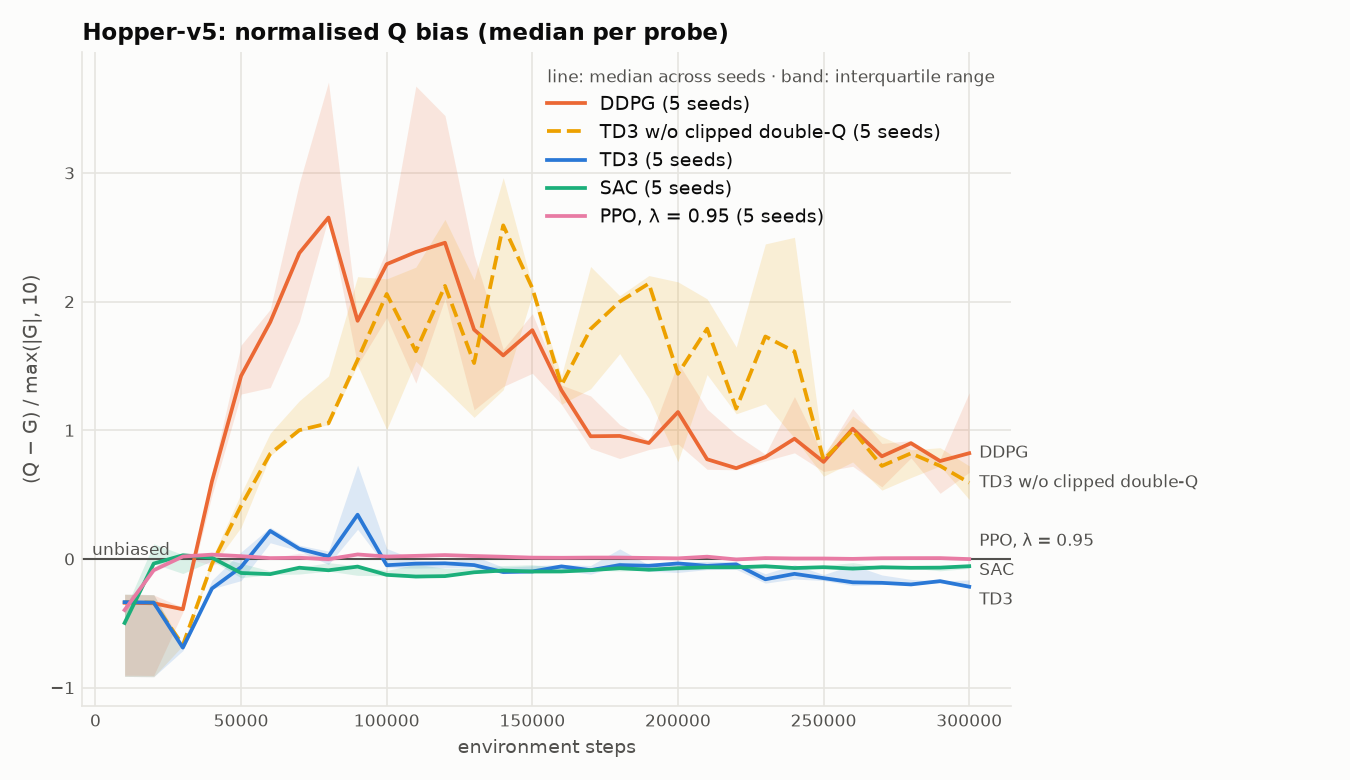 Hopper-v5: normalised Q bias (median per probe)
line: median across seeds · band: interquartile range
DDPG (5 seeds)
TD3 w/o clipped double-Q (5 seeds)
TD3 (5 seeds)
SAC (5 seeds)
PPO, λ = 0.95 (5 seeds)
(Q − G) / max(|G|, 10)
3
2
1
0
−1
unbiased
DDPG
TD3 w/o clipped double-Q
PPO, λ = 0.95
SAC
TD3
0 50000 100000 150000 200000 250000 300000
environment steps